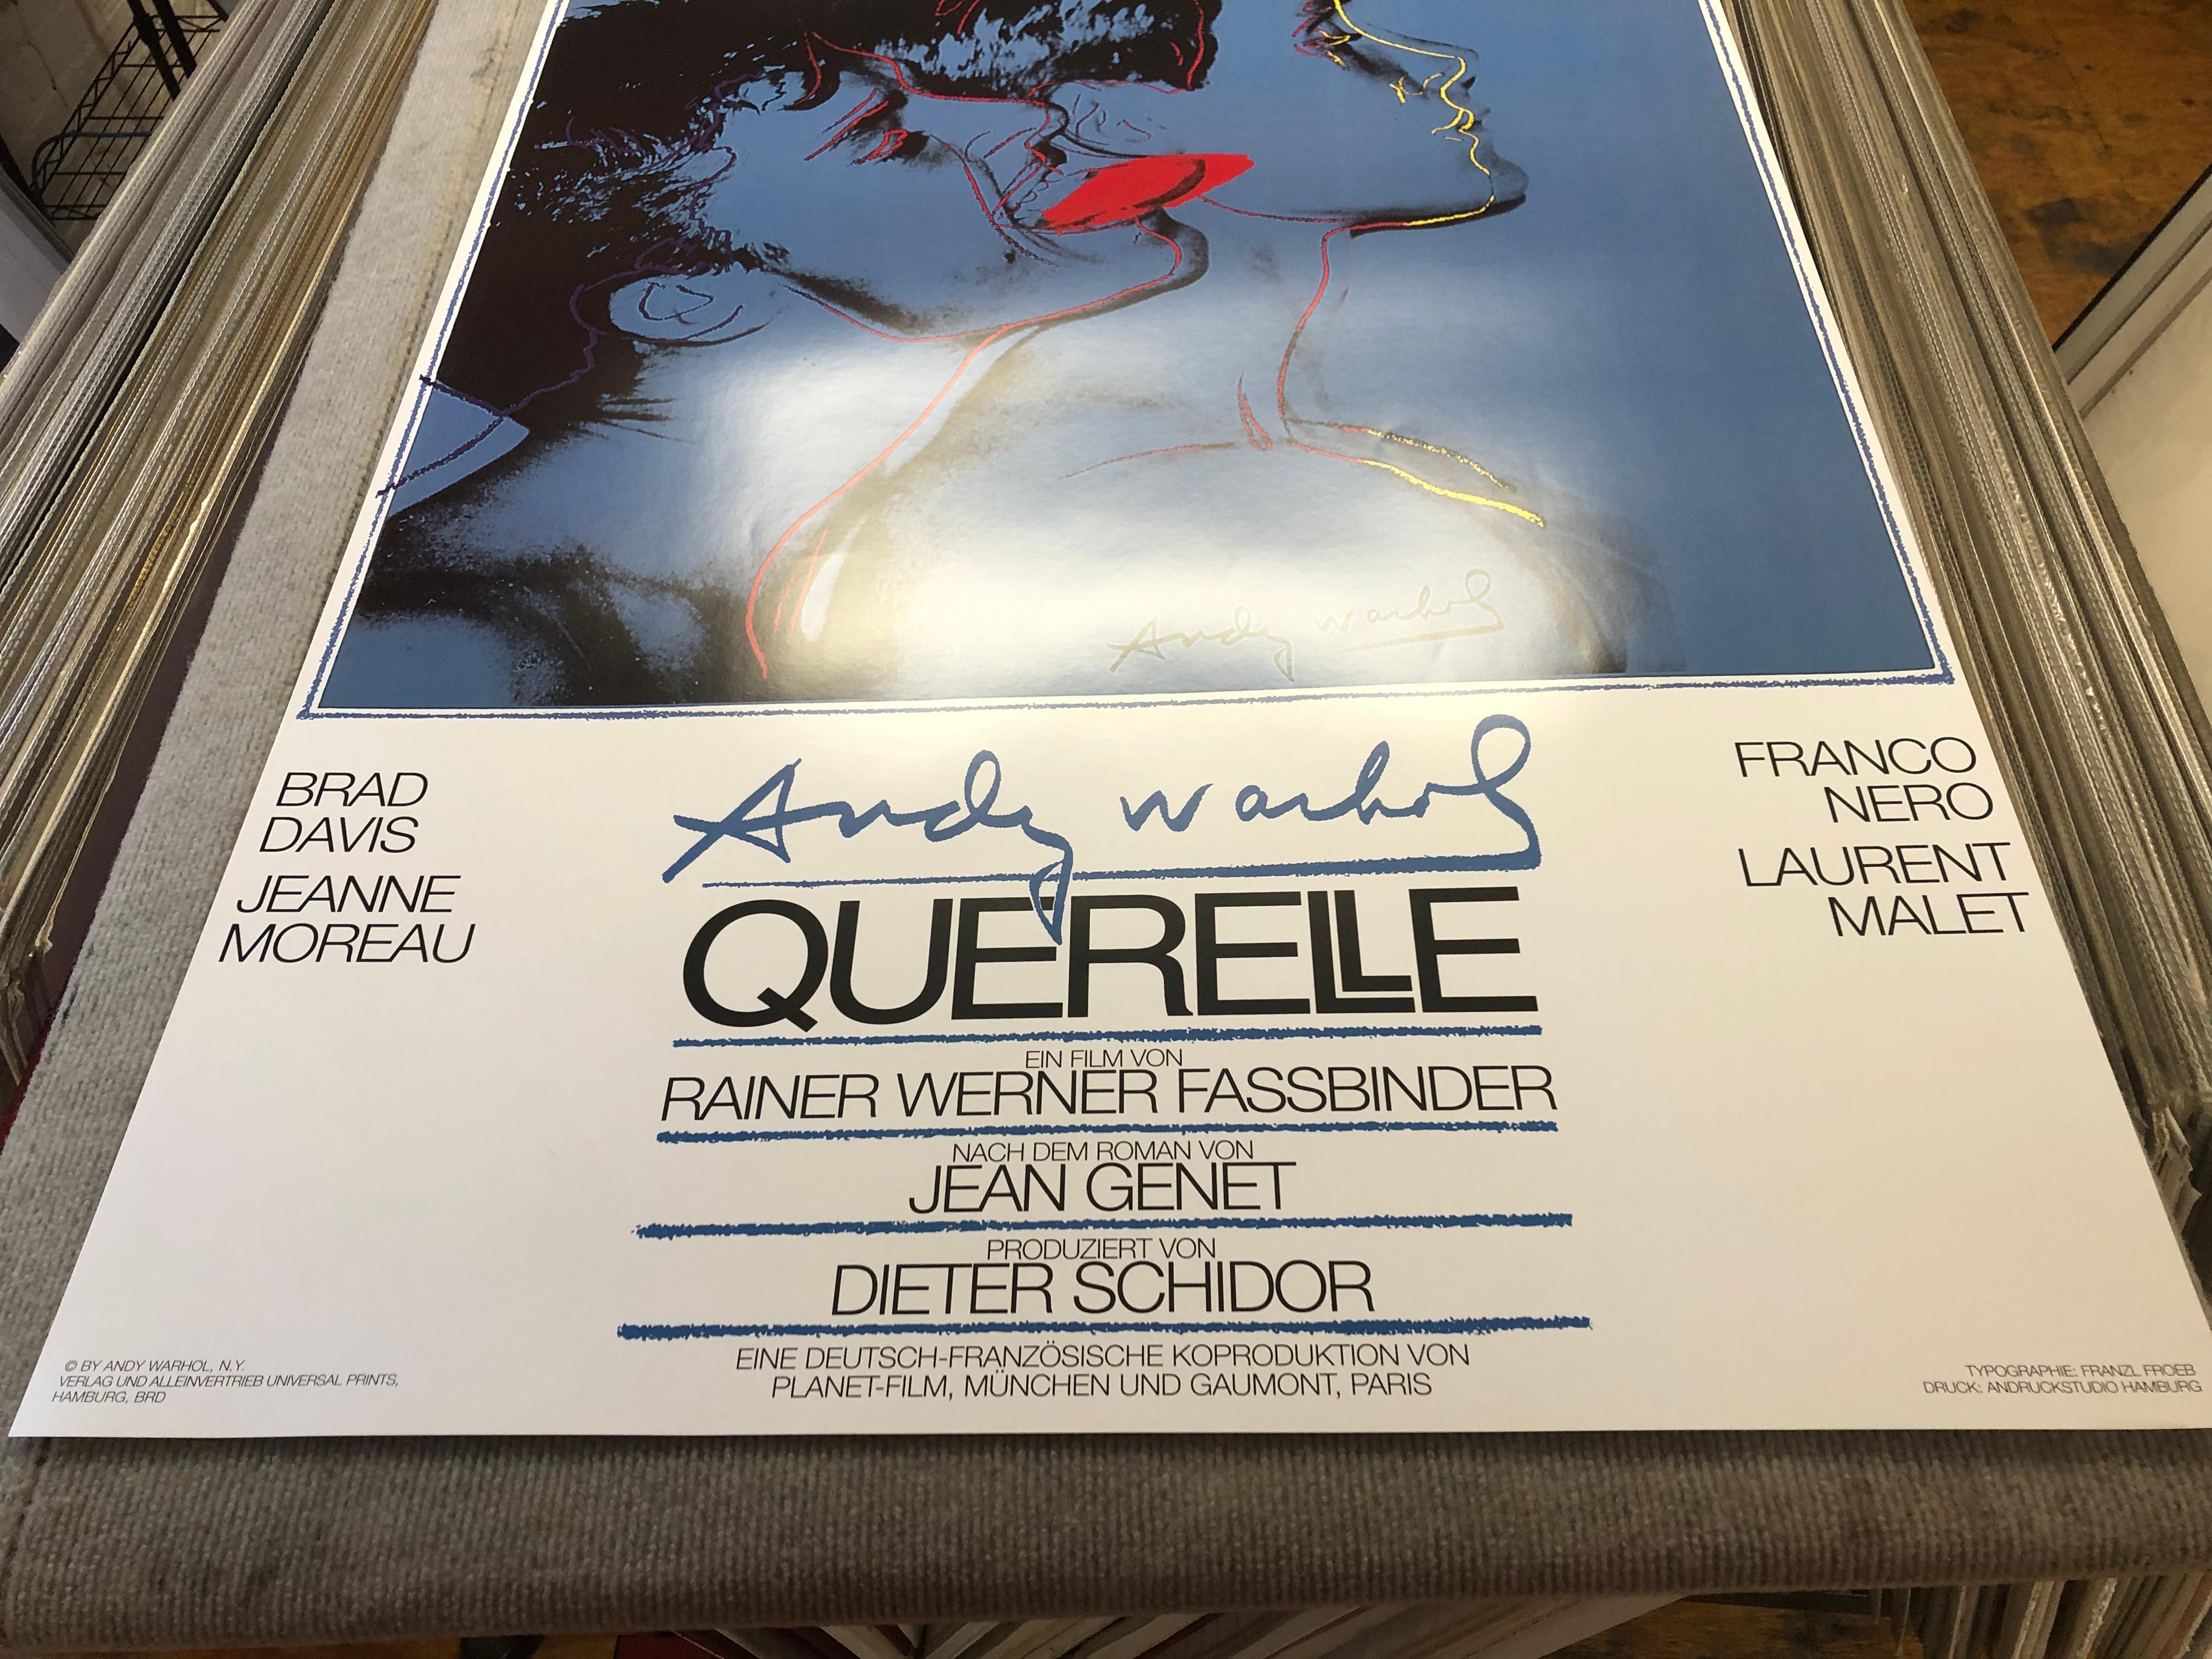 Andy Warhol
Andy Warhol
BRAD
DAVIS
JEANNE
MOREAU
FRANCO
NERO
LAURENT
MALET
QUERELLE
EIN FILM VON
RAINER WERNER FASSBINDER
NACH DEM ROMAN VON
JEAN GENET
PRODUZIERT VON
DIETER SCHIDOR
EINE DEUTSCH-FRANZÖSISCHE KOPRODUKTION VON
PLANET-FILM, MÜNCHEN UND GAUMONT, PARIS
© BY ANDY WARHOL, N.Y.
VERLAG UND ALLEINVERTRIEB UNIVERSAL PRINTS,
HAMBURG, BRD
TYPOGRAPHIE: FRANZL FROEB
DRUCK: ANDRUCKSTUDIO HAMBURG